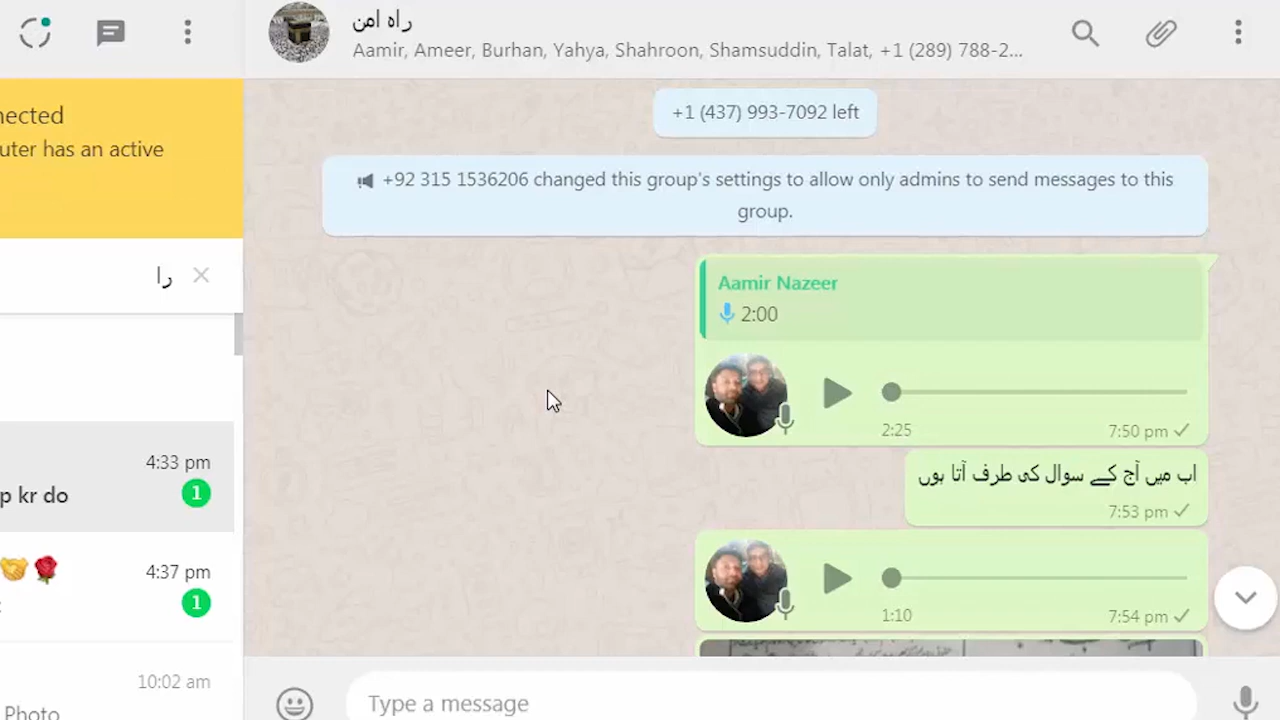 راہ امن
Aamir, Ameer, Burhan, Yahya, Shahroon, Shamsuddin, Talat, +1 (289) 788-2...
nected
uter has an active
را
4:33 pm
p kr do
1
4:37 pm
1
10:02 am
Photo
+1 (437) 993-7092 left
+92 315 1536206 changed this group's settings to allow only admins to send messages to this
group.
Aamir Nazeer
2:00
2:25
7:50 pm
اب میں آج کے سوال کی طرف آتا ہوں
7:53 pm
1:10
7:54 pm
Type a message